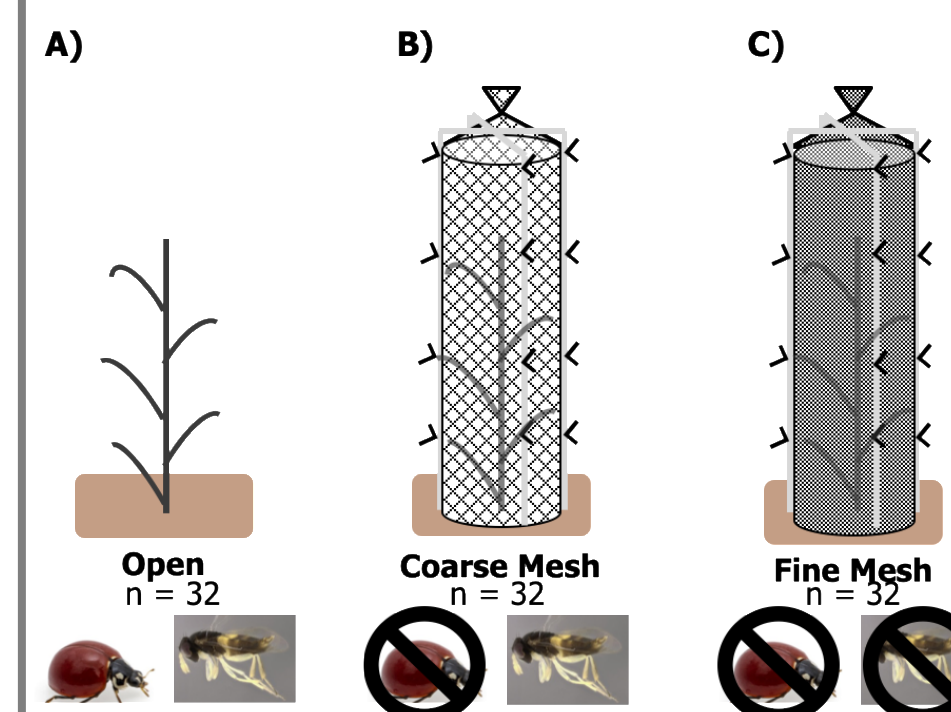 A)
B)
C)
Open
n = 32
Coarse Mesh
n = 32
Fine Mesh
n = 32